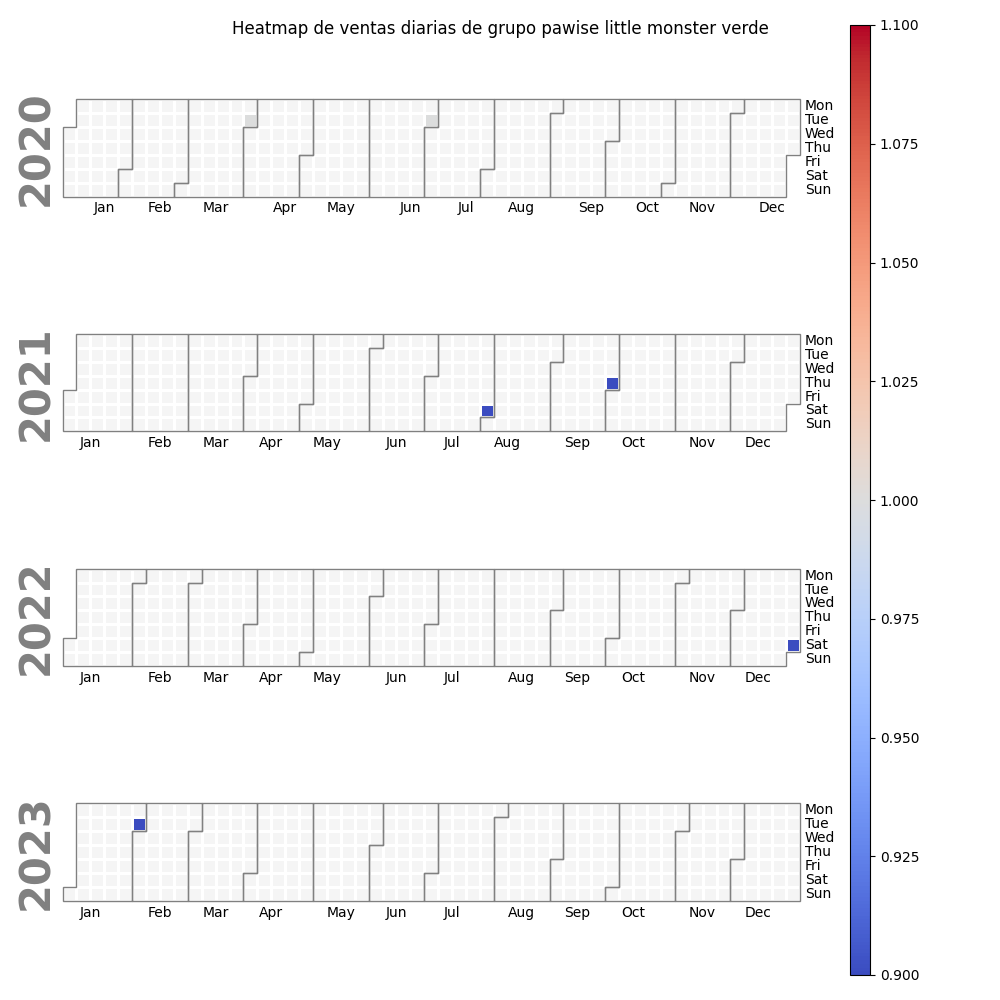 Heatmap de ventas diarias de grupo pawise little monster verde
2020
Mon
Tue
Wed
Thu
Fri
Sat
Sun
Jan Feb Mar Apr May Jun Jul Aug Sep Oct Nov Dec
2021
Mon
Tue
Wed
Thu
Fri
Sat
Sun
Jan Feb Mar Apr May Jun Jul Aug Sep Oct Nov Dec
2022
Mon
Tue
Wed
Thu
Fri
Sat
Sun
Jan Feb Mar Apr May Jun Jul Aug Sep Oct Nov Dec
2023
Mon
Tue
Wed
Thu
Fri
Sat
Sun
Jan Feb Mar Apr May Jun Jul Aug Sep Oct Nov Dec
1.100
1.075
1.050
1.025
1.000
0.975
0.950
0.925
0.900